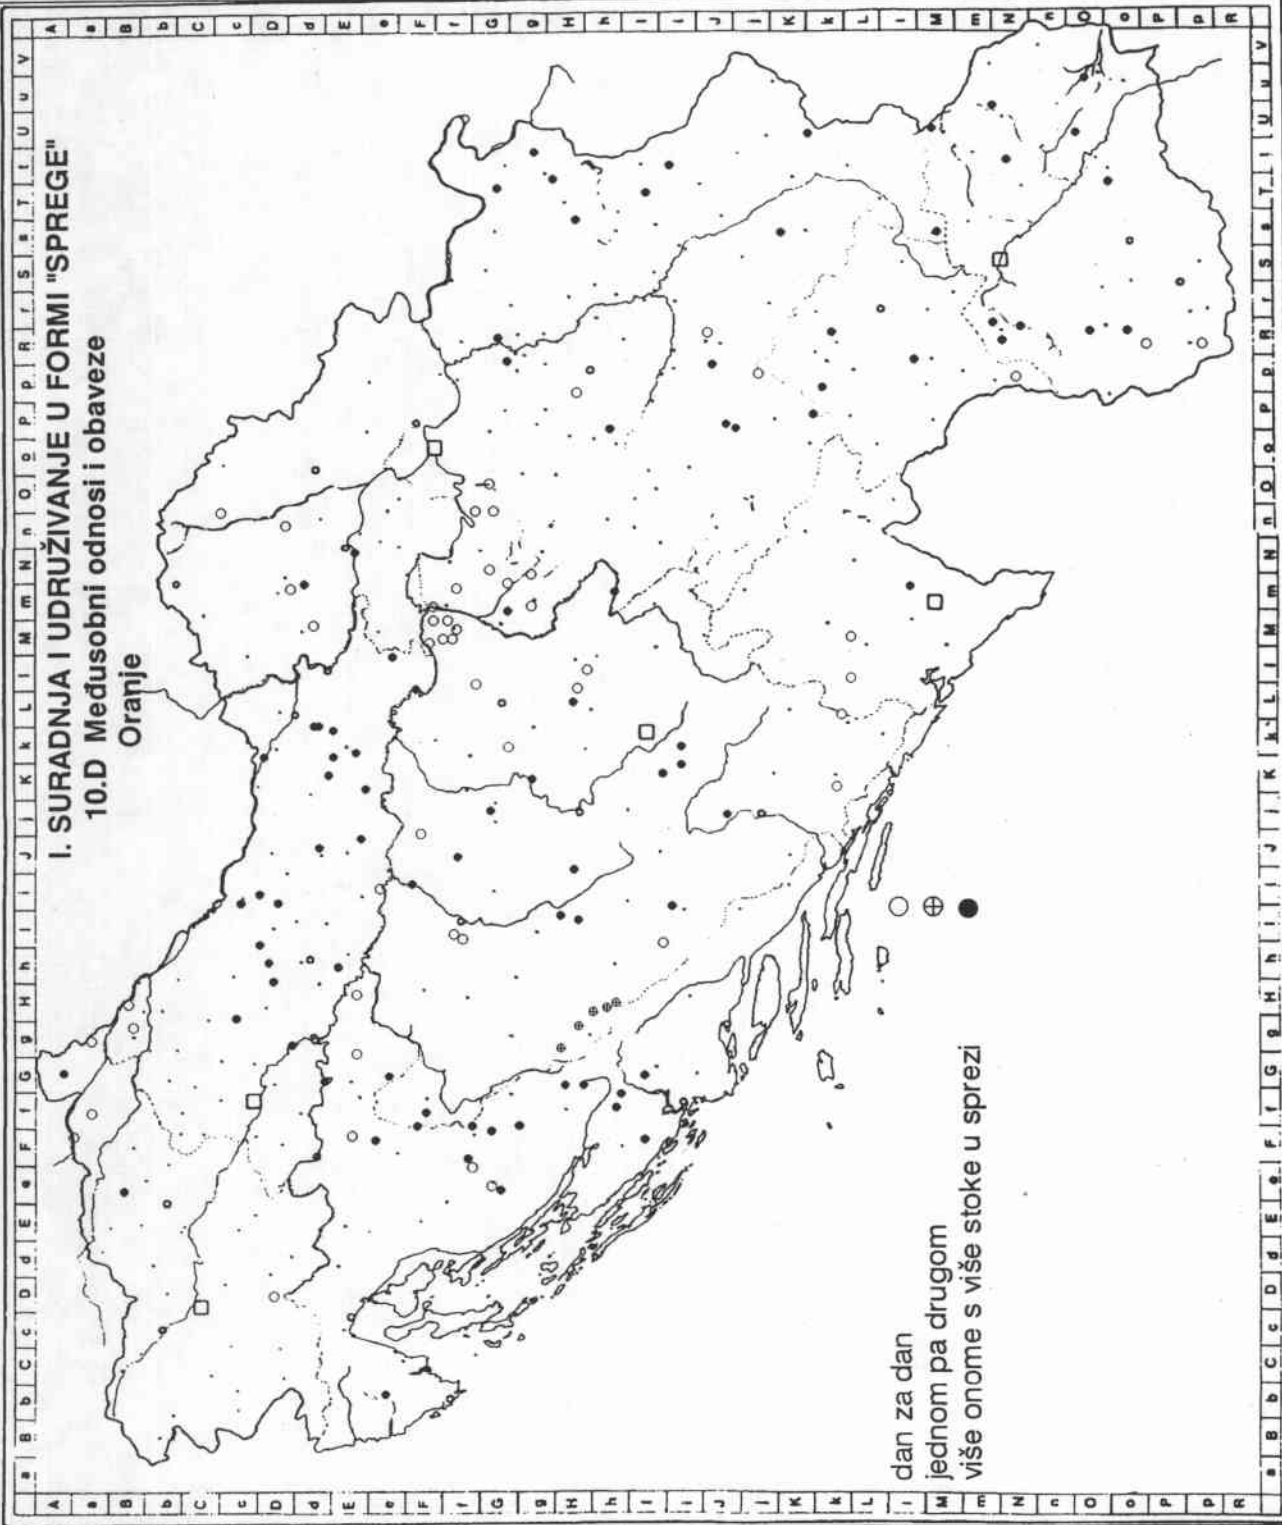 I. SURADNJA I UDRUŽIVANJE U FORMI "SPREGE"
10.D Međusobni odnosi i obaveze
Oranje
dan za dan
jednom pa drugom
više onome s više stoke u sprezi
a B b C c D d E e F f G g H h I i J j K k L l M m N n O o P p R r S s T t U u V
a B b C c D d E e F f G g H h I i J j K k L l M m N n O o P p R r S s T t U u V
A a B b C c D d E e F f G g H h I i J j K k L l M m N n O o P p R
A a B b C c D d E e F f G g H h I i J j K k L l M m N n O o P p R